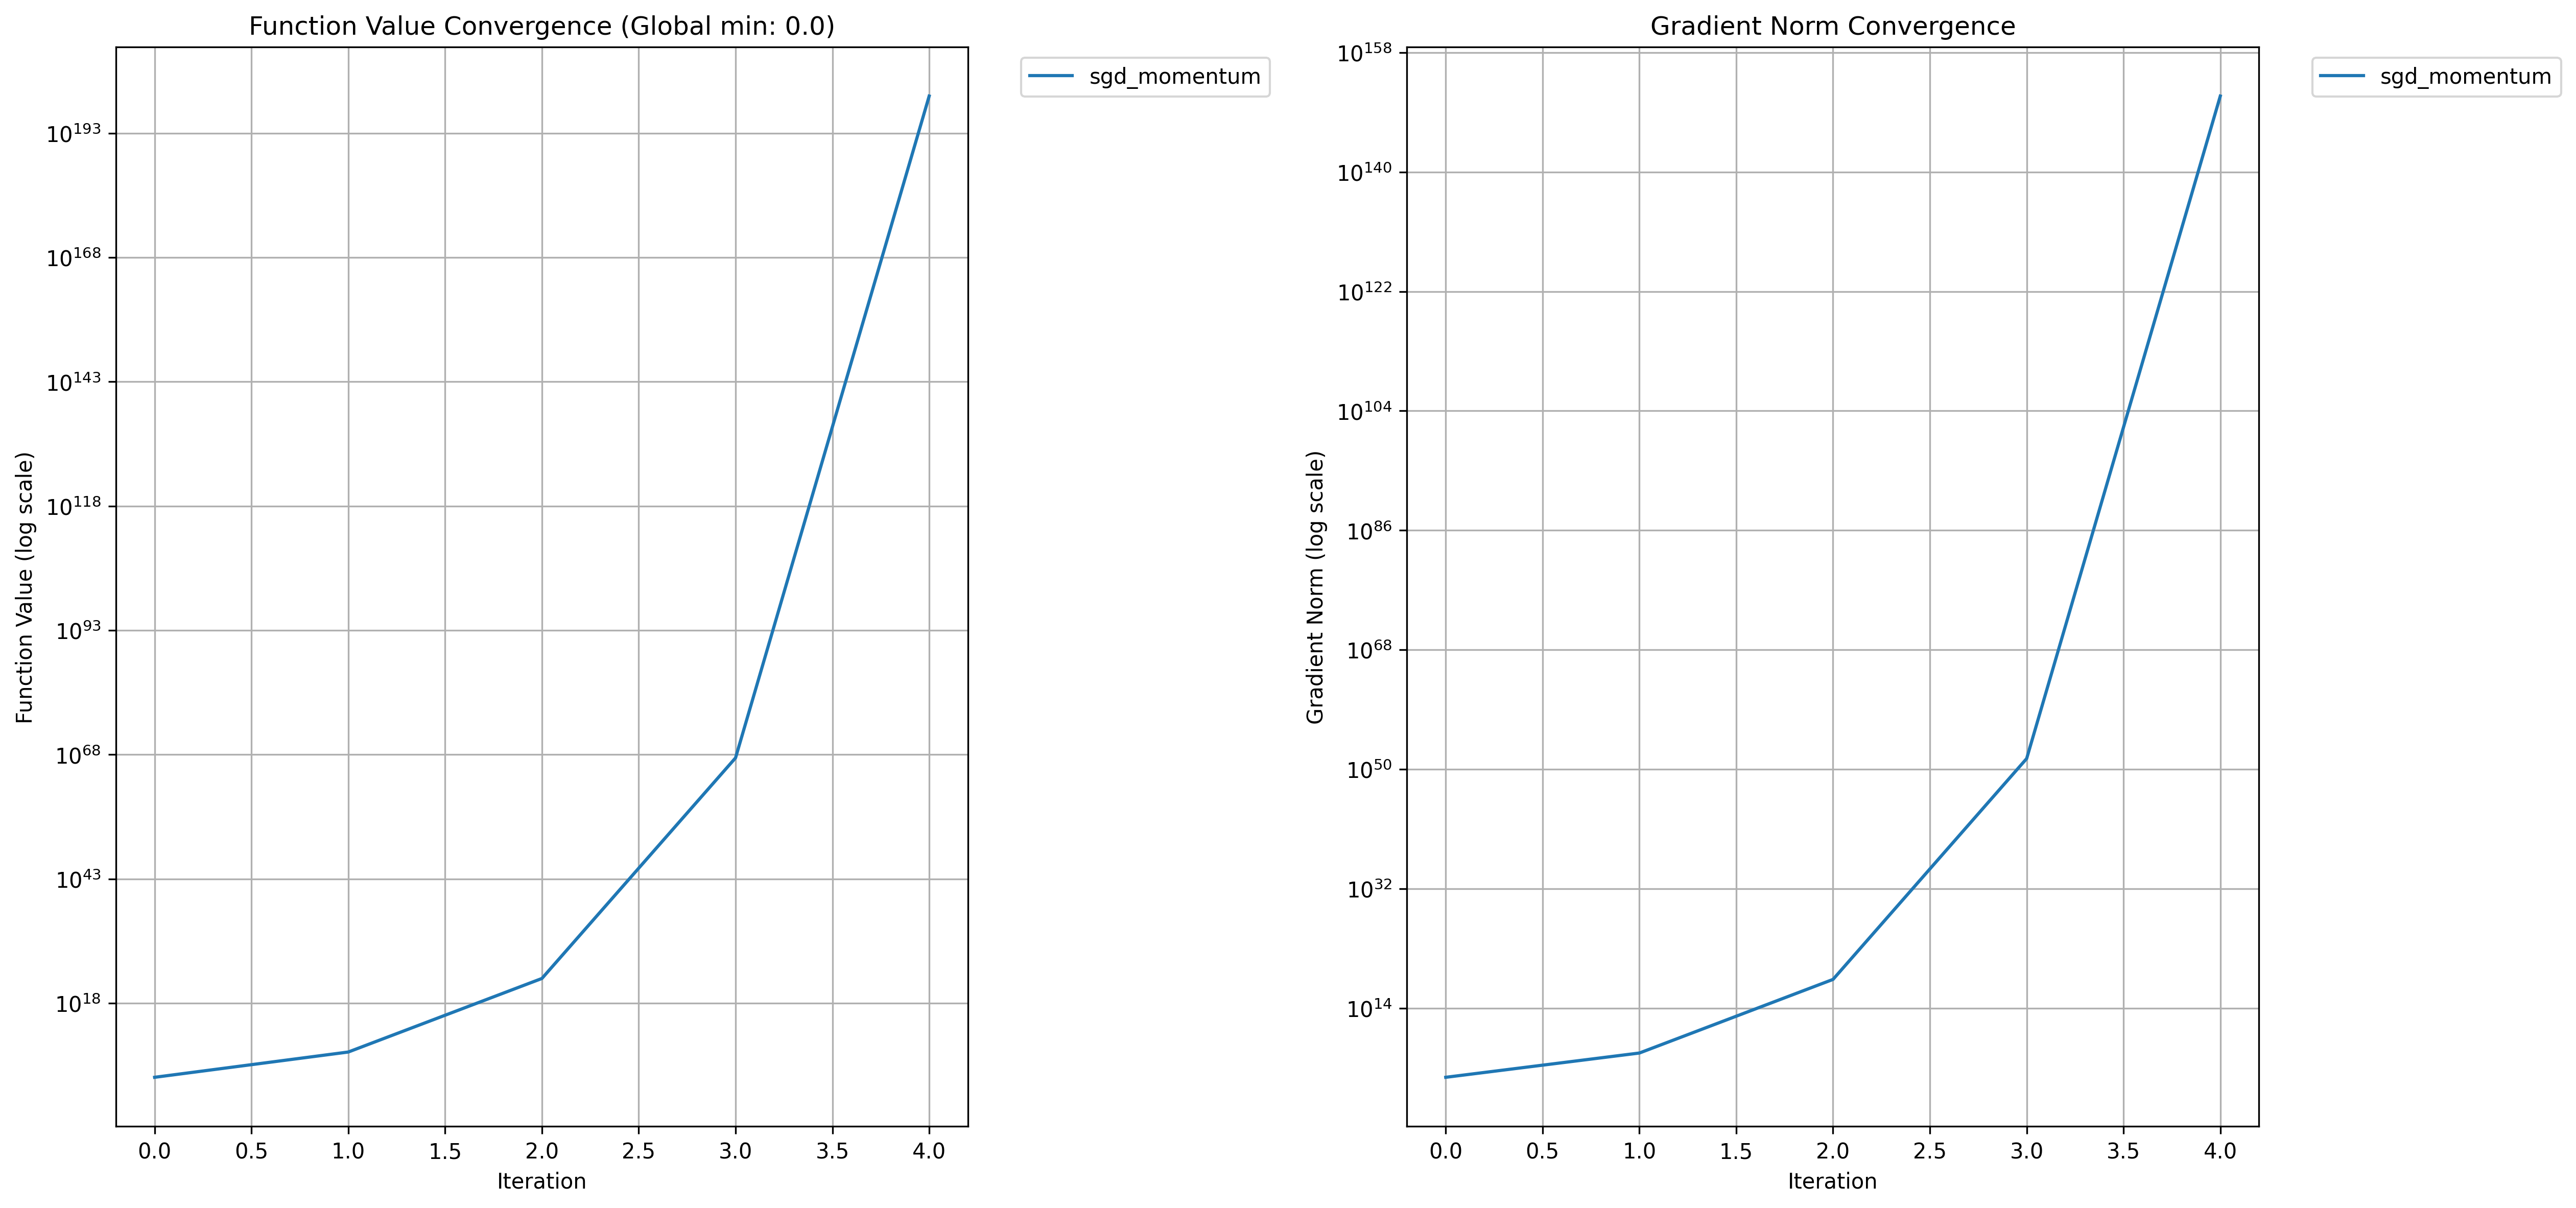 Function Value Convergence (Global min: 0.0)
sgd_momentum
10^193
10^168
10^143
10^118
10^93
10^68
10^43
10^18
Function Value (log scale)
0.0 0.5 1.0 1.5 2.0 2.5 3.0 3.5 4.0
Iteration
Gradient Norm Convergence
sgd_momentum
10^158
10^140
10^122
10^104
10^86
10^68
10^50
10^32
10^14
Gradient Norm (log scale)
0.0 0.5 1.0 1.5 2.0 2.5 3.0 3.5 4.0
Iteration